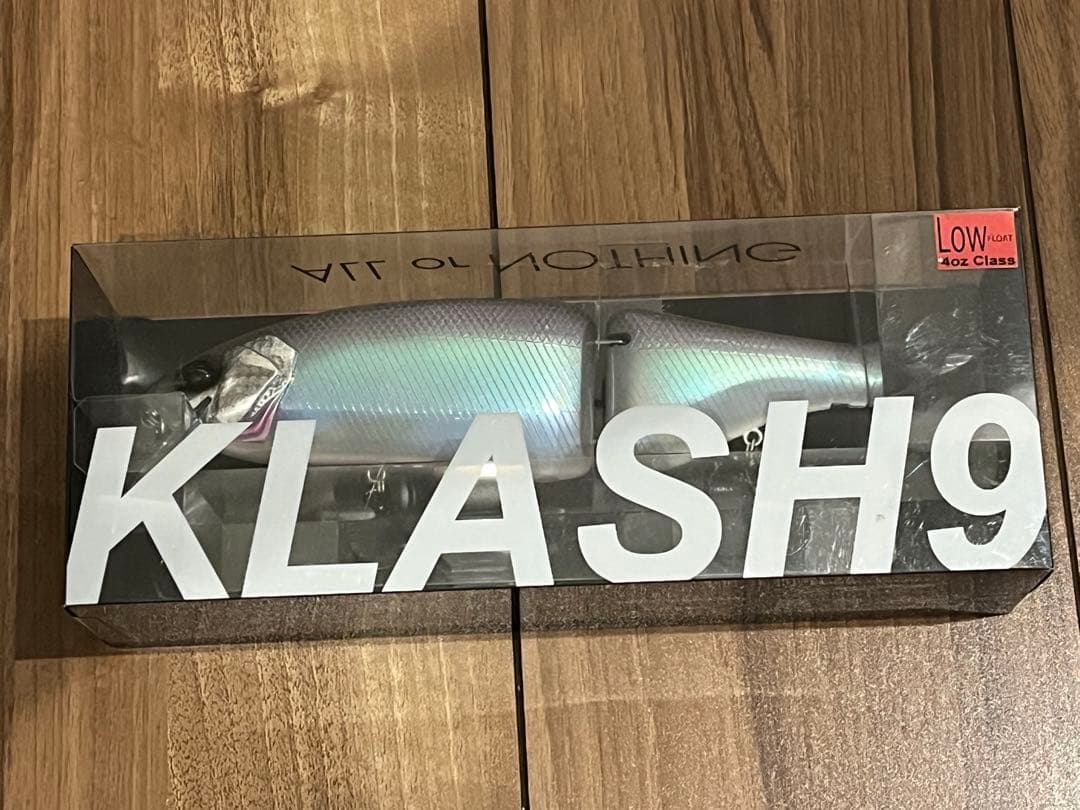 ALL or NOTHING
LOW FLOAT
4oz Class
KLASH9